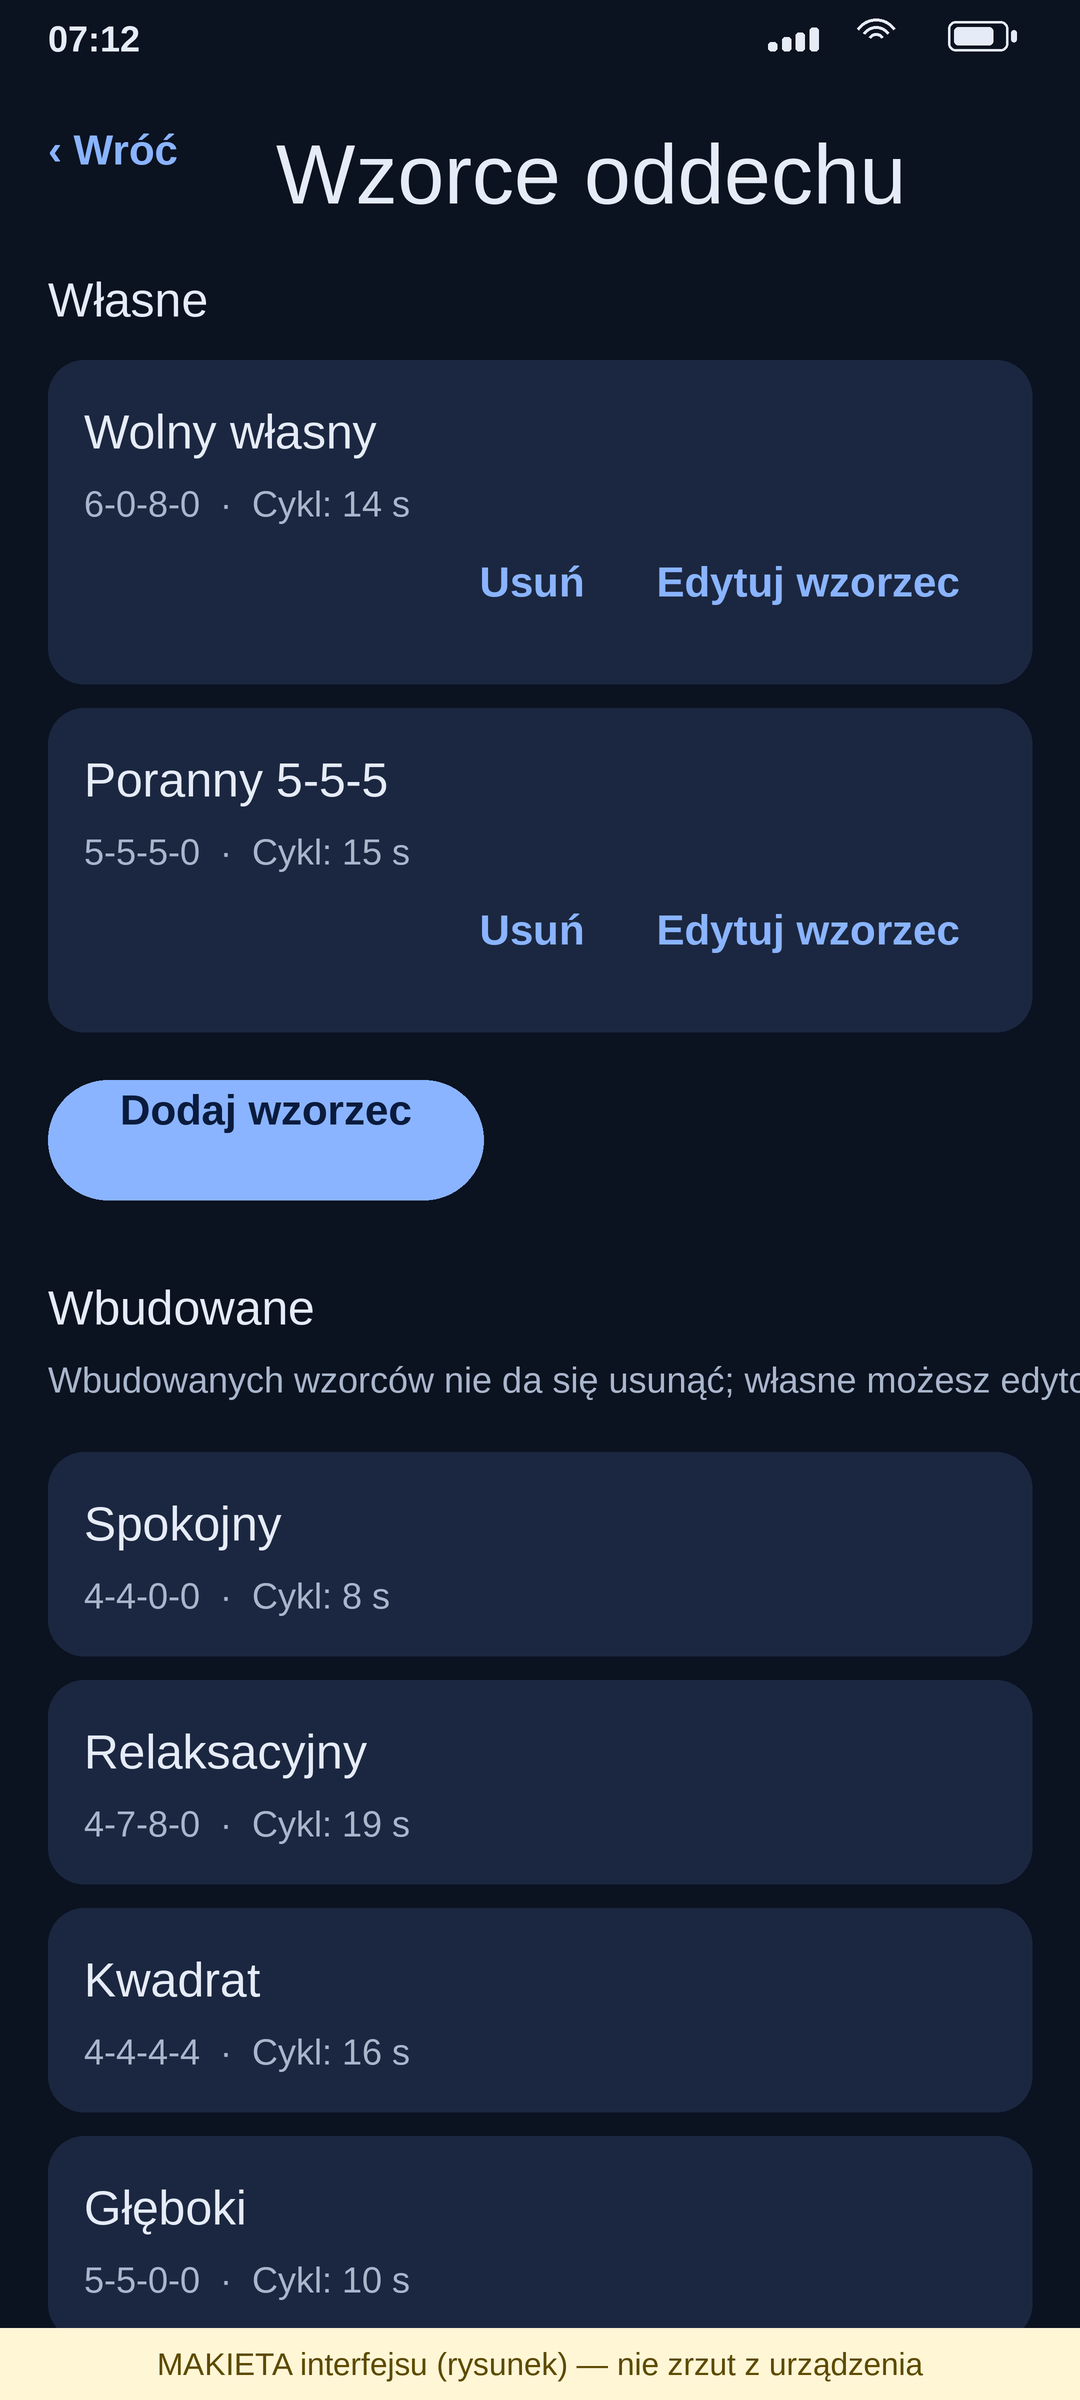 07:12
‹ Wróć
Wzorce oddechu
Własne
Wolny własny
6-0-8-0 · Cykl: 14 s
Usuń Edytuj wzorzec
Poranny 5-5-5
5-5-5-0 · Cykl: 15 s
Usuń Edytuj wzorzec
Dodaj wzorzec
Wbudowane
Wbudowanych wzorców nie da się usunąć; własne możesz
Spokojny
4-4-0-0 · Cykl: 8 s
Relaksacyjny
4-7-8-0 · Cykl: 19 s
Kwadrat
4-4-4-4 · Cykl: 16 s
Głęboki
5-5-0-0 · Cykl: 10 s
MAKIETA interfejsu (rysunek) — nie zrzut z urządzenia